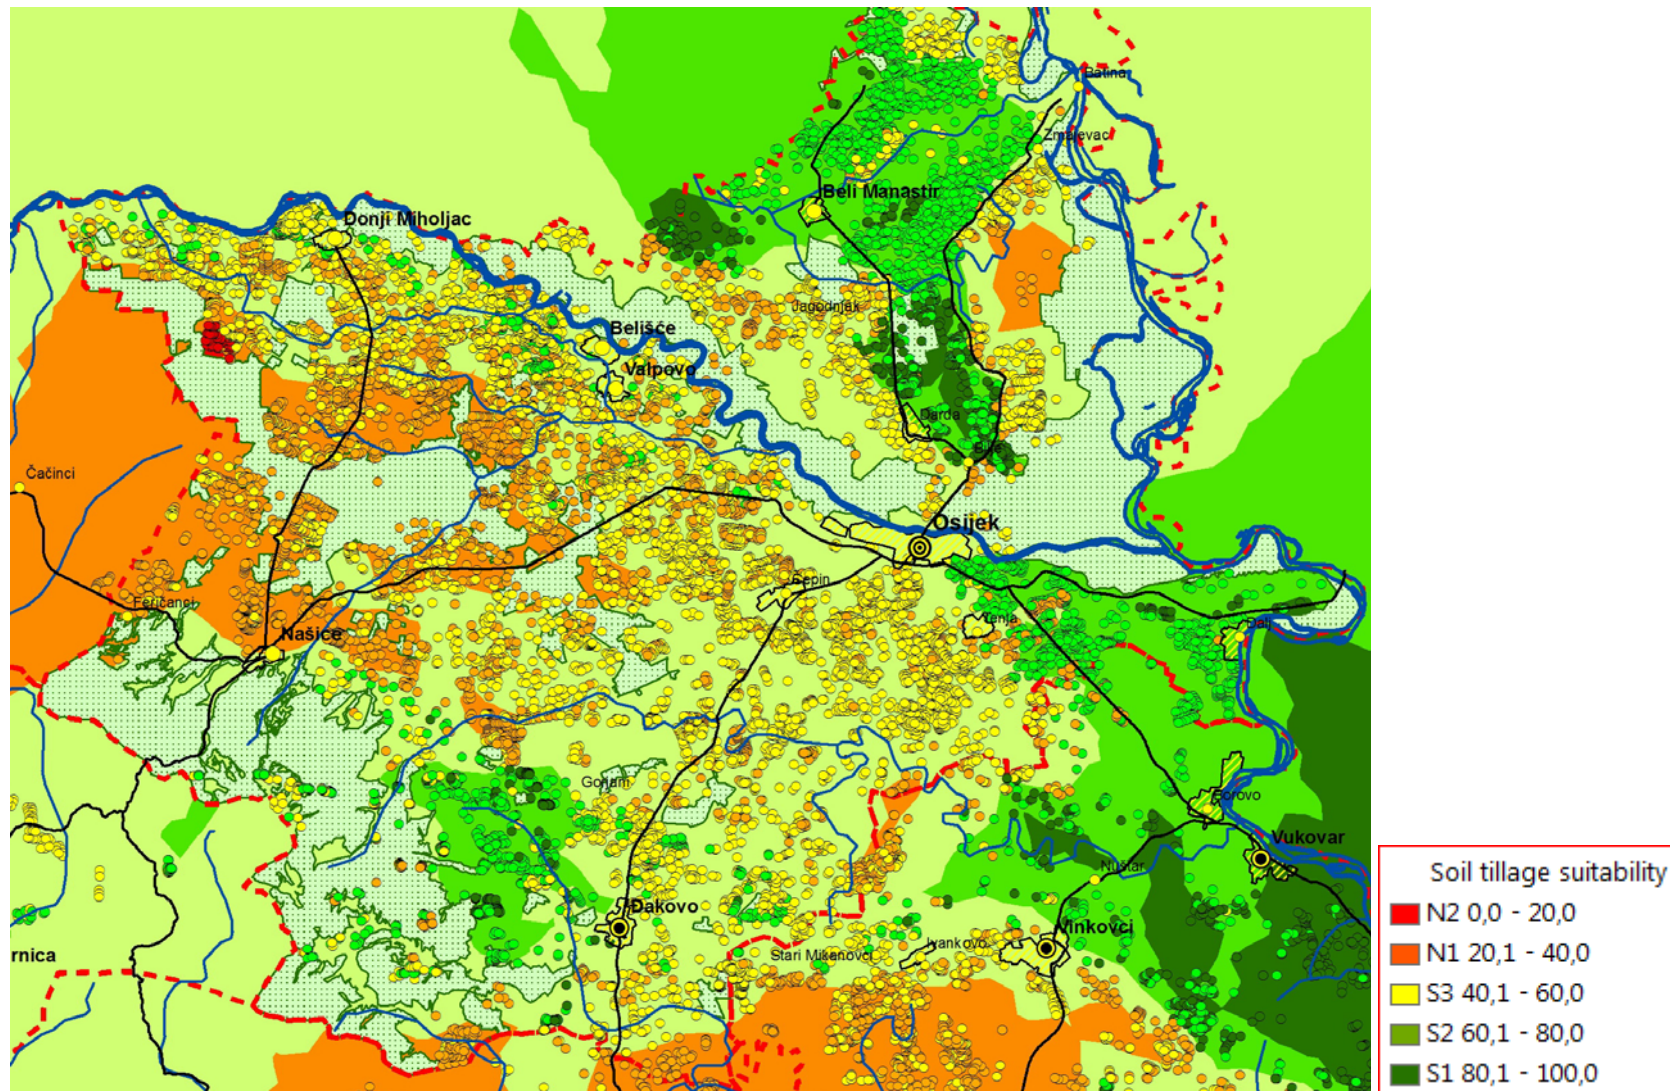 Batina
Zmajevac
Beli Manastir
Donji Miholjac
Jagodnjak
Belišće
Valpovo
Darda
Čačinci
Osijek
Čepin
Feričanci
Našice
Tenja
Dalj
Gorjani
Borovo
Vukovar
Nuštar
Đakovo
Vinkovci
Ivankovo
Stari Mikanovci
rnica
Soil tillage suitability
N2 0,0 - 20,0
N1 20,1 - 40,0
S3 40,1 - 60,0
S2 60,1 - 80,0
S1 80,1 - 100,0